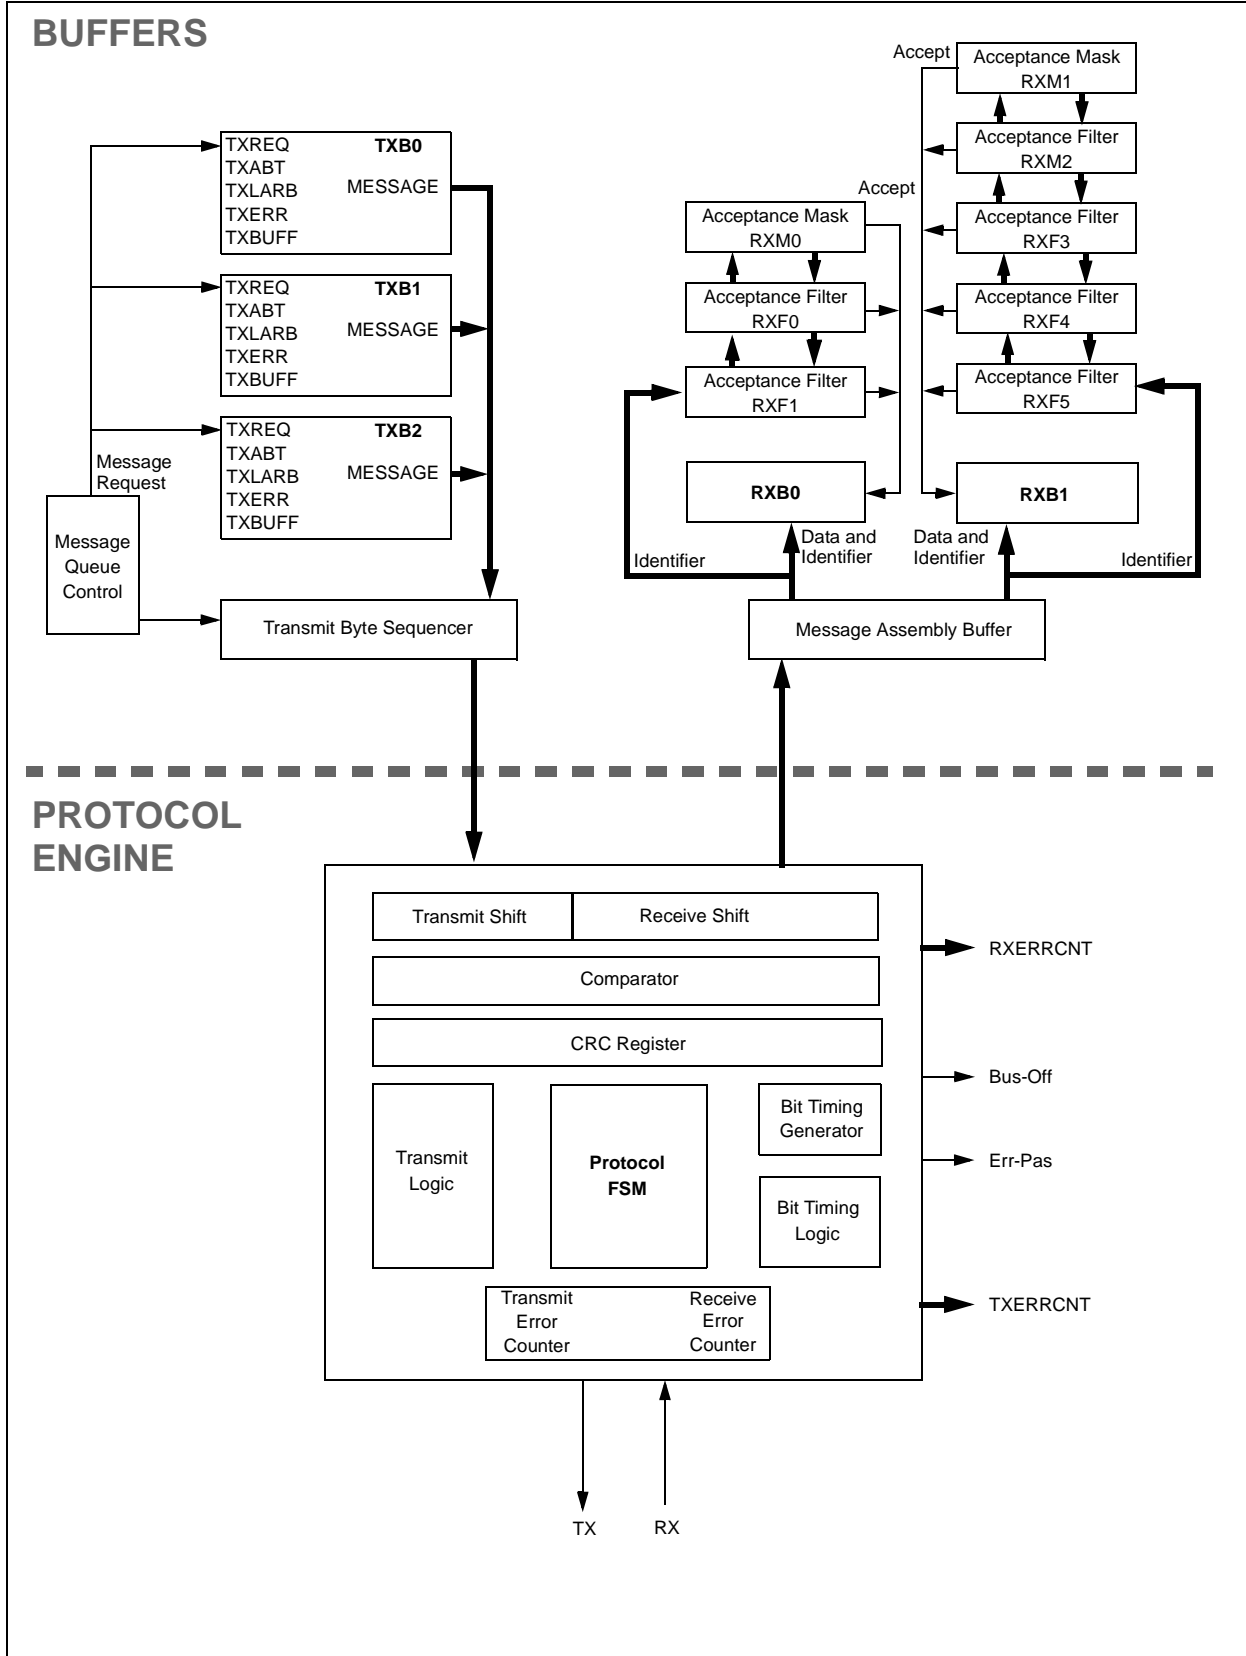 BUFFERS
TXREQ TXB0
TXABT
TXLARB MESSAGE
TXERR
TXBUFF
TXREQ TXB1
TXABT
TXLARB MESSAGE
TXERR
TXBUFF
TXREQ TXB2
TXABT
TXLARB MESSAGE
TXERR
TXBUFF
Message
Request
Message
Queue
Control
Transmit Byte Sequencer
Accept
Acceptance Mask
RXM1
Acceptance Filter
RXM2
Accept
Acceptance Mask
RXM0
Acceptance Filter
RXF3
Acceptance Filter
RXF0
Acceptance Filter
RXF4
Acceptance Filter
RXF1
Acceptance Filter
RXF5
RXB0
RXB1
Identifier
Data and
Identifier
Data and
Identifier
Identifier
Message Assembly Buffer
PROTOCOL
ENGINE
Transmit Shift
Receive Shift
Comparator
CRC Register
Transmit
Logic
Protocol
FSM
Bit Timing
Generator
Bit Timing
Logic
Transmit
Error
Counter
Receive
Error
Counter
RXERRCNT
Bus-Off
Err-Pas
TXERRCNT
TX
RX